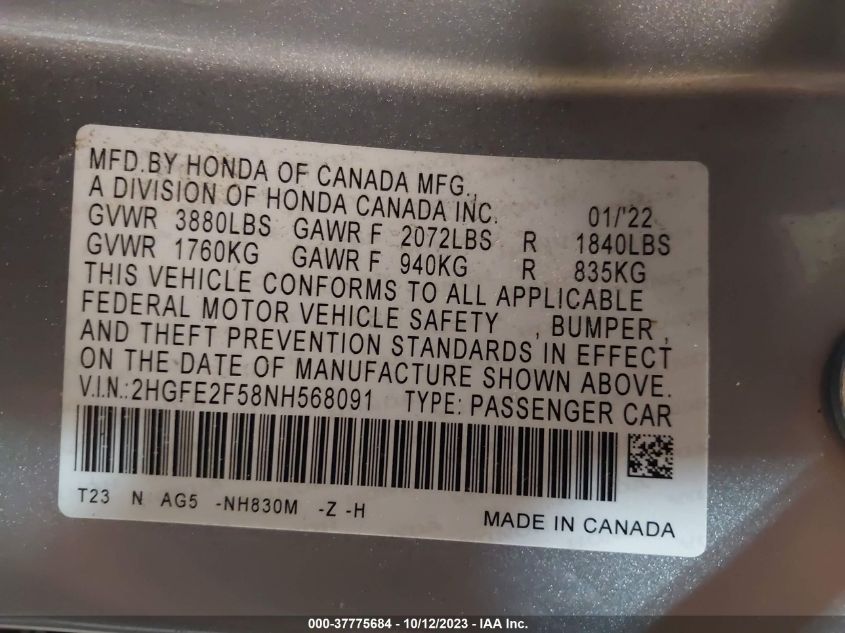 MFD.BY HONDA OF CANADA MFG.,
A DIVISION OF HONDA CANADA INC. 01/'22
GVWR 3880LBS GAWR F 2072LBS R 1840LBS
GVWR 1760KG GAWR F 940KG R 835KG
THIS VEHICLE CONFORMS TO ALL APPLICABLE
FEDERAL MOTOR VEHICLE SAFETY , BUMPER ,
AND THEFT PREVENTION STANDARDS IN EFFECT
ON THE DATE OF MANUFACTURE SHOWN ABOVE.
V.I.N.:2HGFE2F58NH568091 TYPE: PASSENGER CAR
T23 N AG5 -NH830M -Z -H
MADE IN CANADA
000-37775684 - 10/12/2023 - IAA Inc.